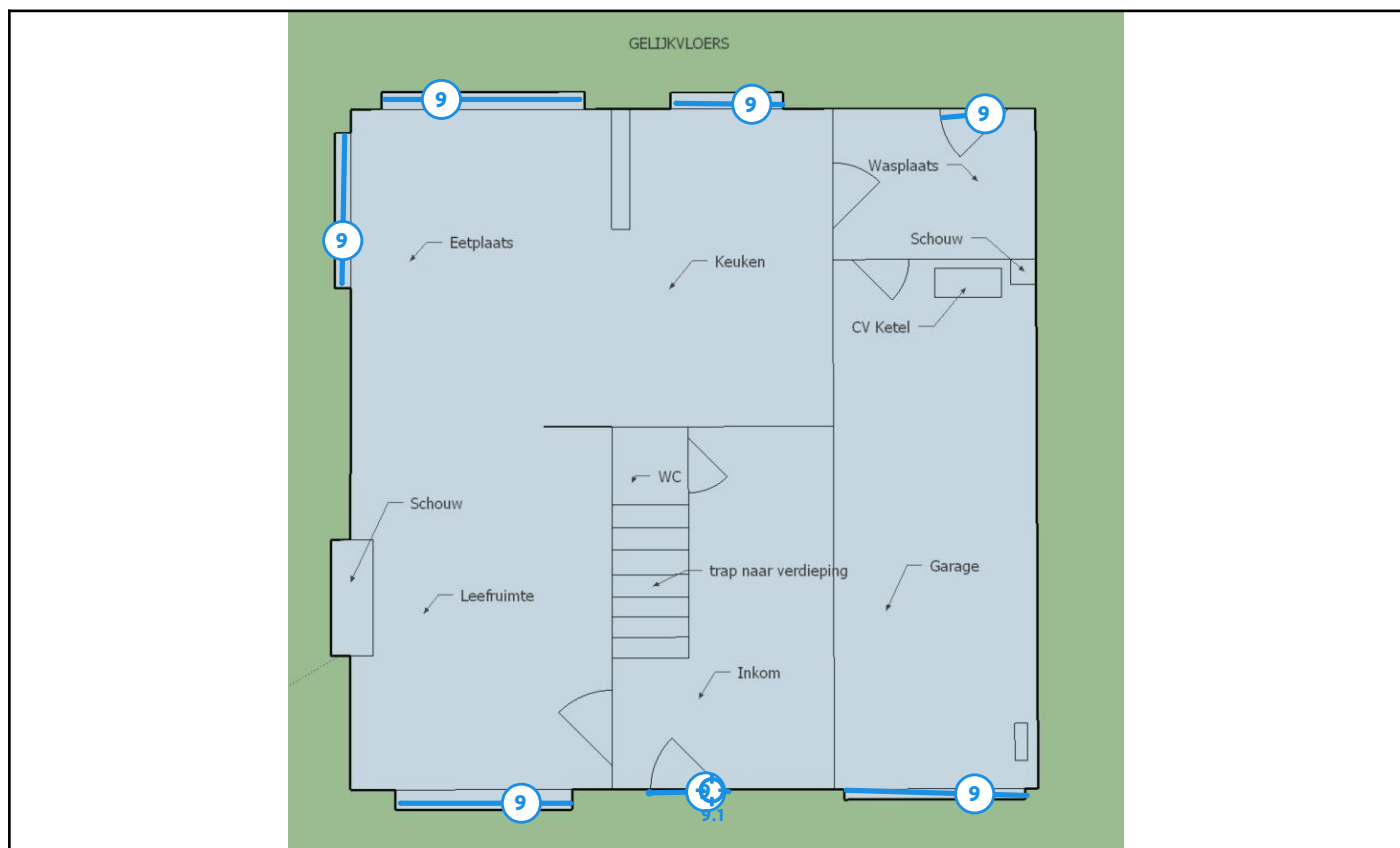 GELIJKVLOERS
9
9
9
Wasplaats
9
Eetplaats
Schouw
Keuken
CV Ketel
WC
Schouw
trap naar verdieping
Garage
Leefruimte
Inkom
9
9
9.1